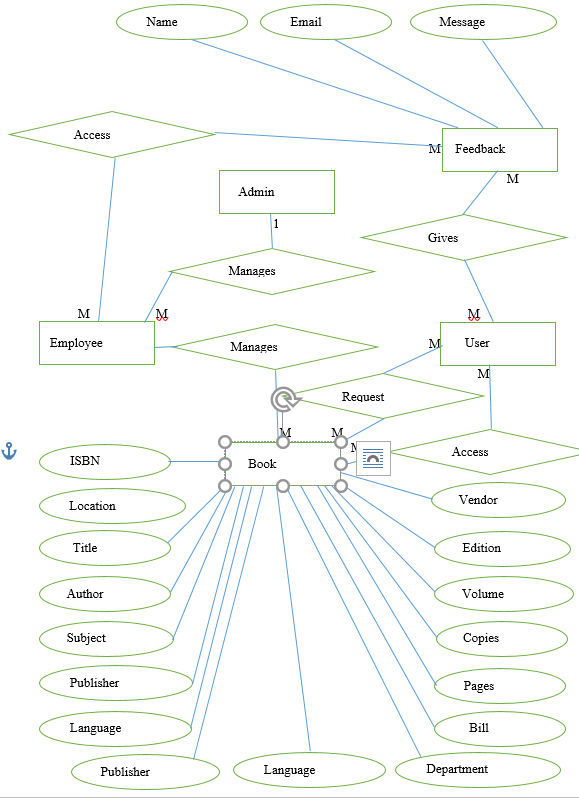 Name
Email
Message
Access
M
Feedback
M
Admin
1
Gives
Manages
M
M
M
Employee
Manages
M
User
M
Request
M
M
M
Access
ISBN
Book
Location
Vendor
Title
Edition
Author
Volume
Subject
Copies
Publisher
Pages
Language
Bill
Publisher
Language
Department